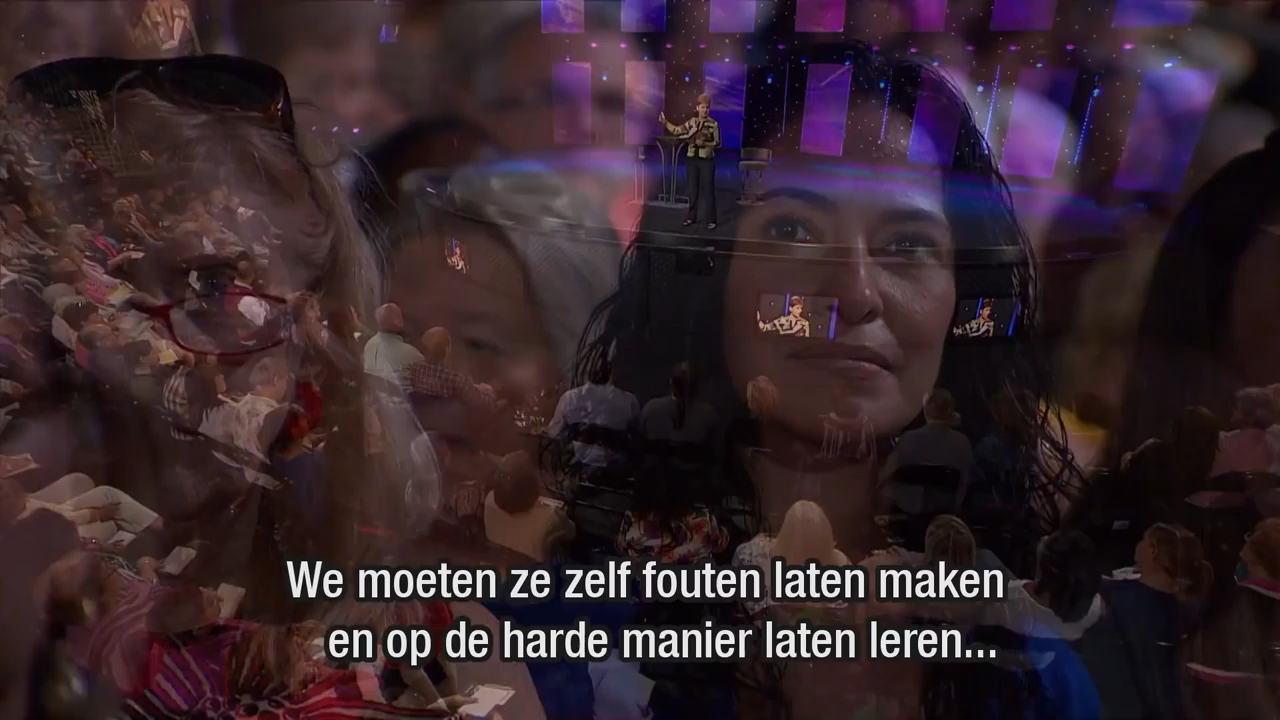 We moeten ze zelf fouten laten maken
en op de harde manier laten leren...